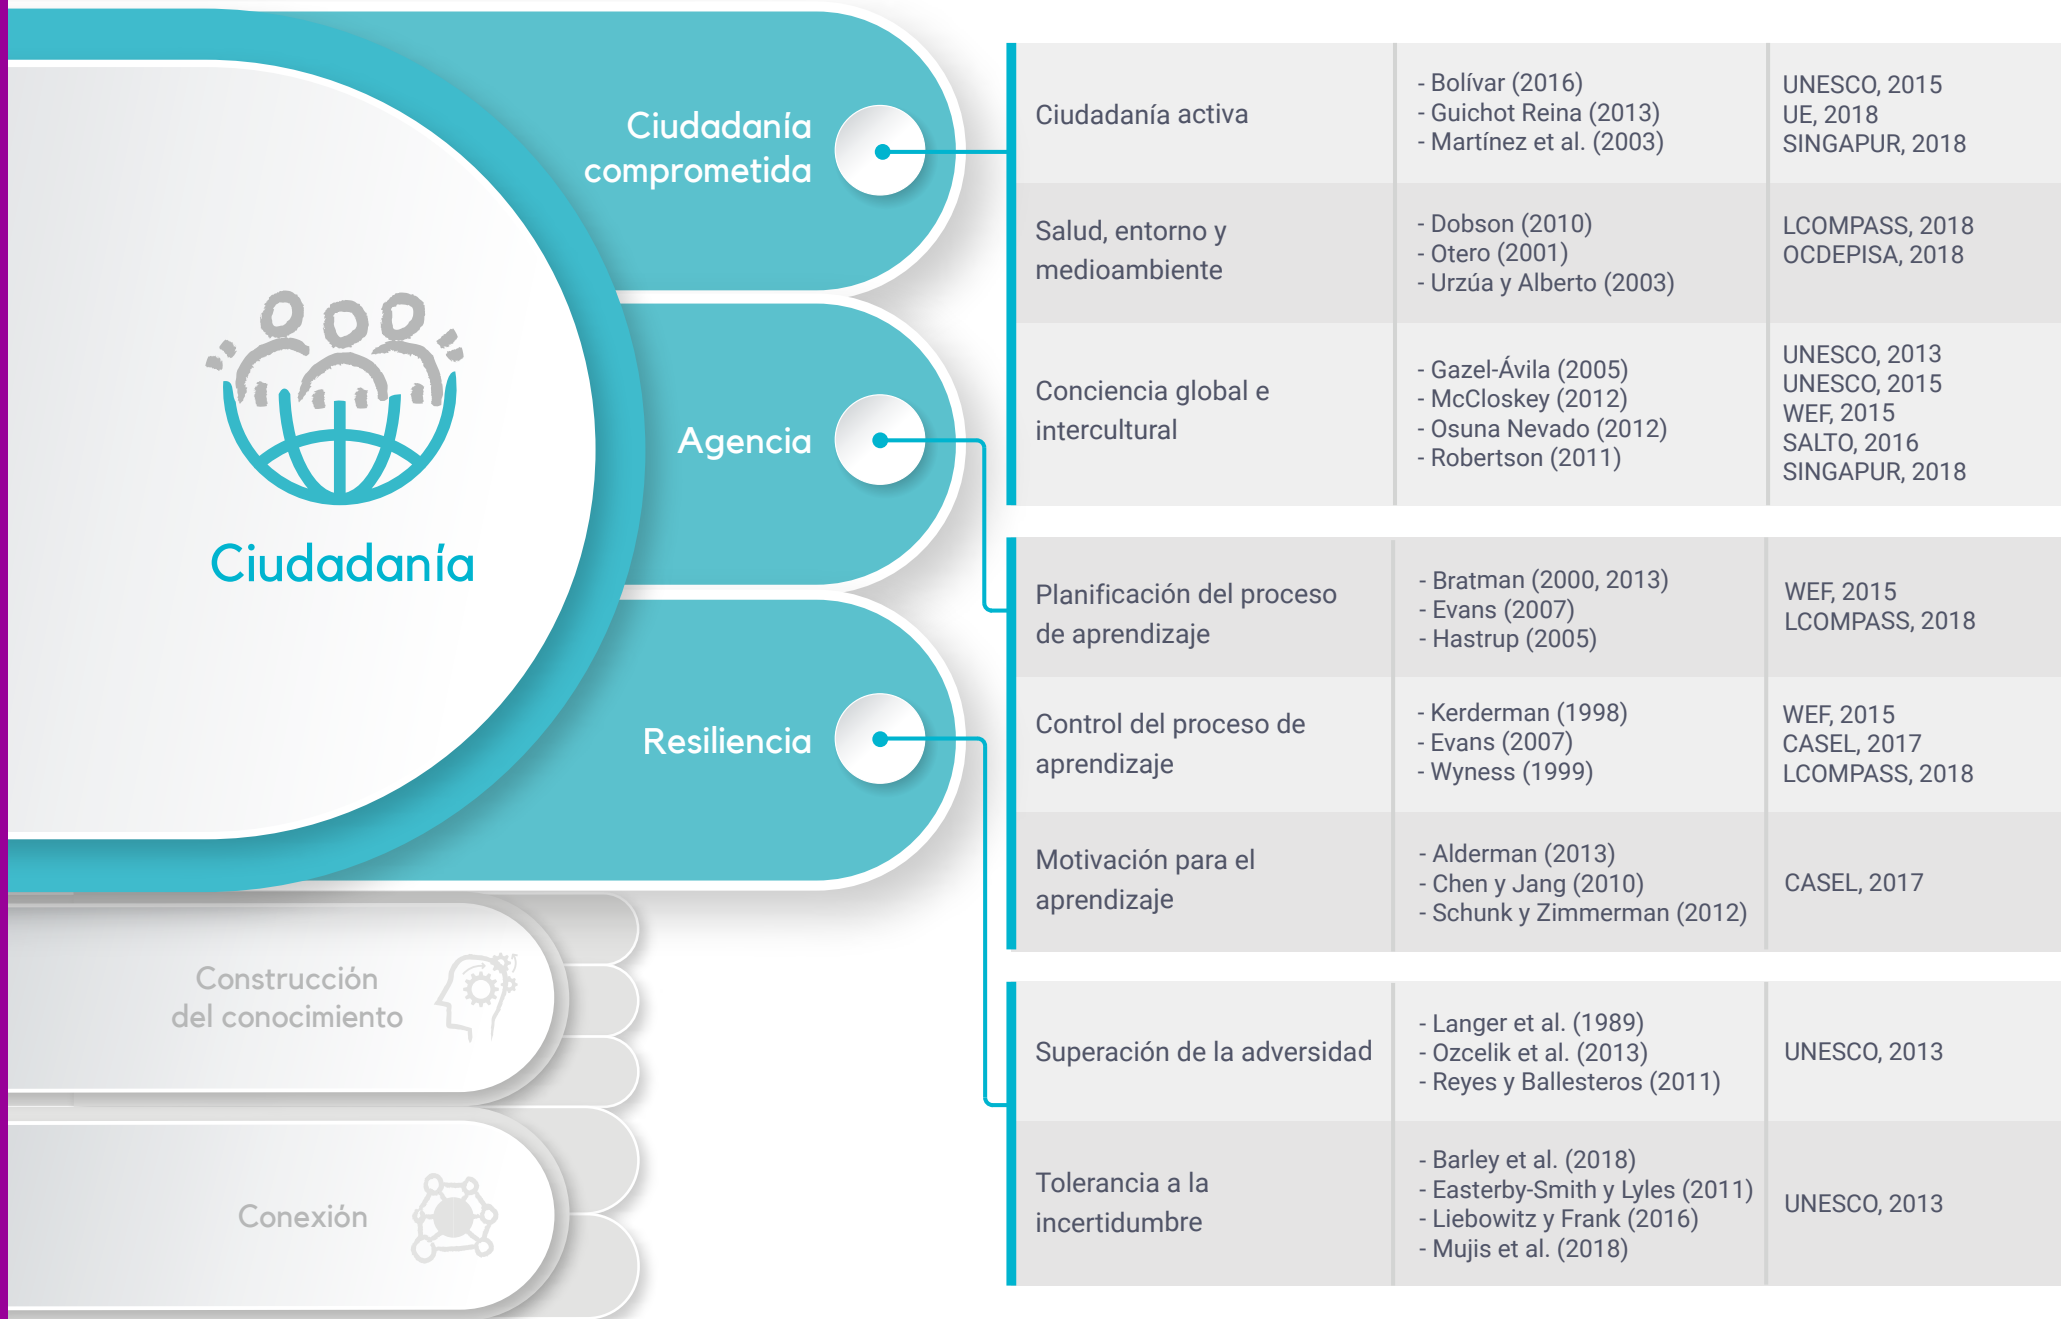 Ciudadanía
Ciudadanía
comprometida
Ciudadanía activa
- Bolívar (2016)
- Guichot Reina (2013)
- Martínez et al. (2003)
UNESCO, 2015
UE, 2018
SINGAPUR, 2018
Salud, entorno y
medioambiente
- Dobson (2010)
- Otero (2001)
- Urzúa y Alberto (2003)
LCOMPASS, 2018
OCDEPISA, 2018
Conciencia global e
intercultural
- Gazel-Ávila (2005)
- McCloskey (2012)
- Osuna Nevado (2012)
- Robertson (2011)
UNESCO, 2013
UNESCO, 2015
WEF, 2015
SALTO, 2016
SINGAPUR, 2018
Agencia
Planificación del proceso
de aprendizaje
- Bratman (2000, 2013)
- Evans (2007)
- Hastrup (2005)
WEF, 2015
LCOMPASS, 2018
Control del proceso de
aprendizaje
- Kerderman (1998)
- Evans (2007)
- Wyness (1999)
WEF, 2015
CASEL, 2017
LCOMPASS, 2018
Motivación para el
aprendizaje
- Alderman (2013)
- Chen y Jang (2010)
- Schunk y Zimmerman (2012)
CASEL, 2017
Resiliencia
Superación de la adversidad
- Langer et al. (1989)
- Ozcelik et al. (2013)
- Reyes y Ballesteros (2011)
UNESCO, 2013
Tolerancia a la
incertidumbre
- Barley et al. (2018)
- Easterby-Smith y Lyles (2011)
- Liebowitz y Frank (2016)
- Mujis et al. (2018)
UNESCO, 2013
Construcción
del conocimiento
Conexión